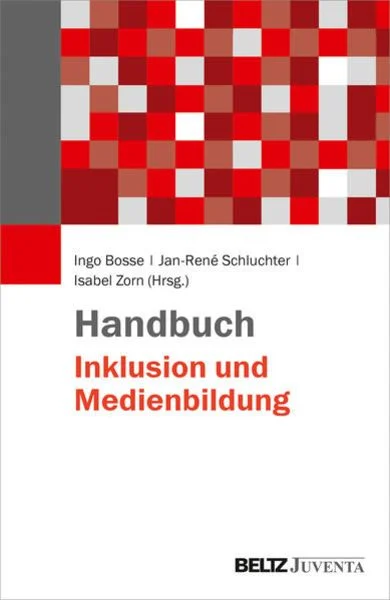 Ingo Bosse | Jan-René Schluchter |
Isabel Zorn (Hrsg.)
Handbuch
Inklusion und
Medienbildung
BELTZ JUVENTA